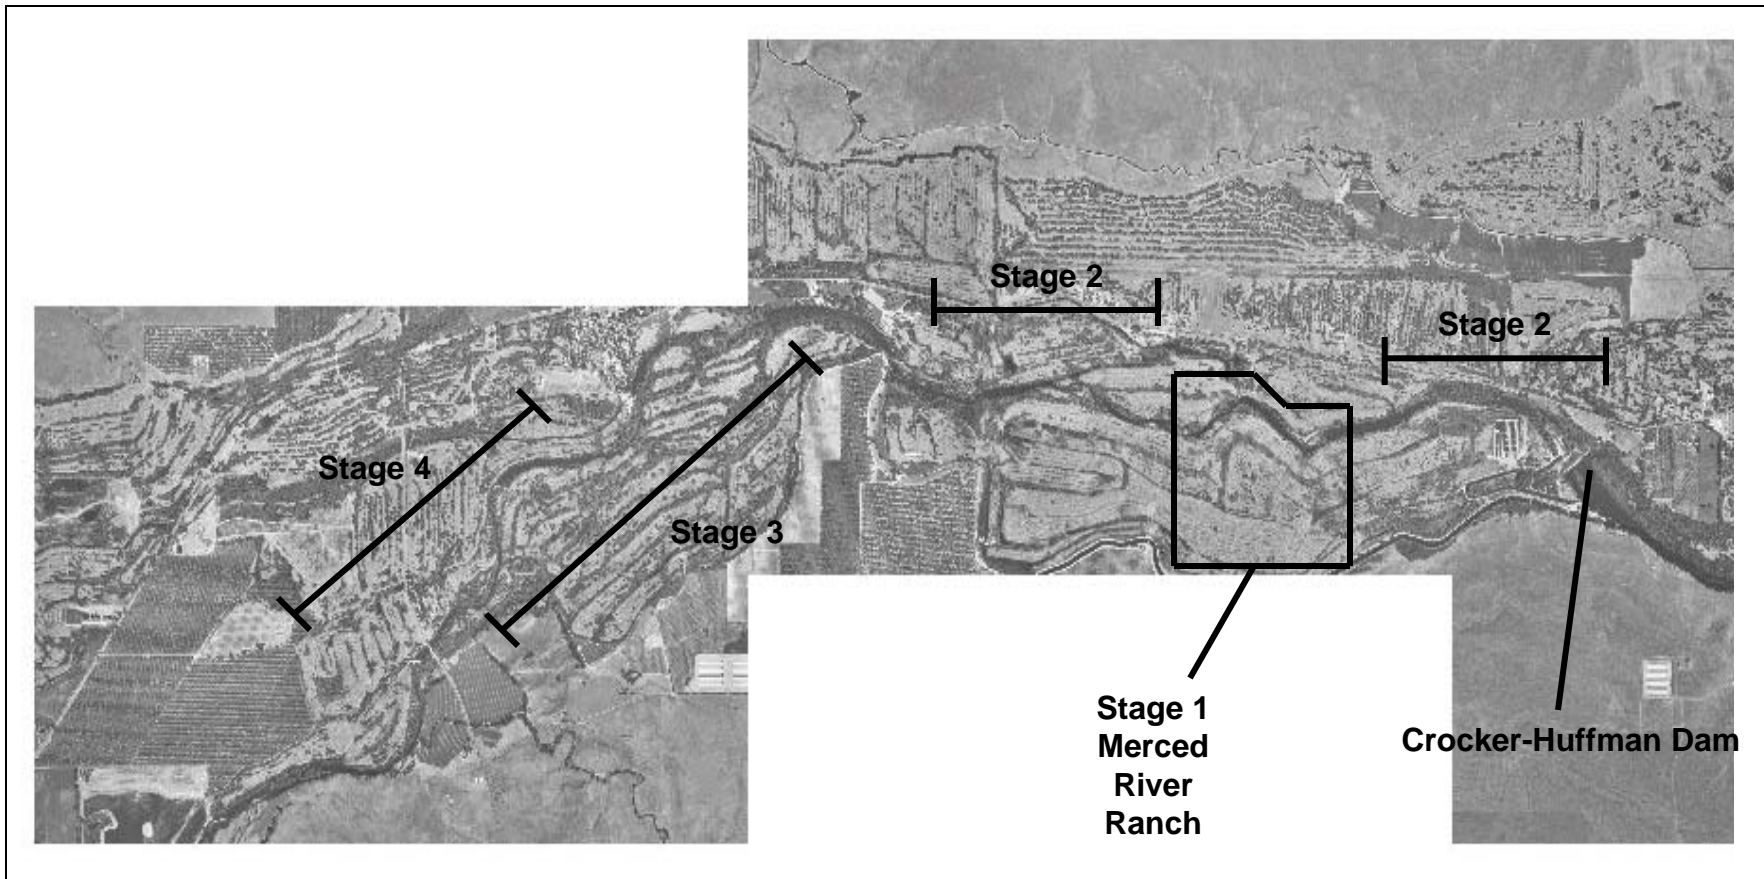 Stage 2
Stage 2
Stage 4
Stage 3
Stage 1
Merced
River
Ranch
Crocker-Huffman Dam